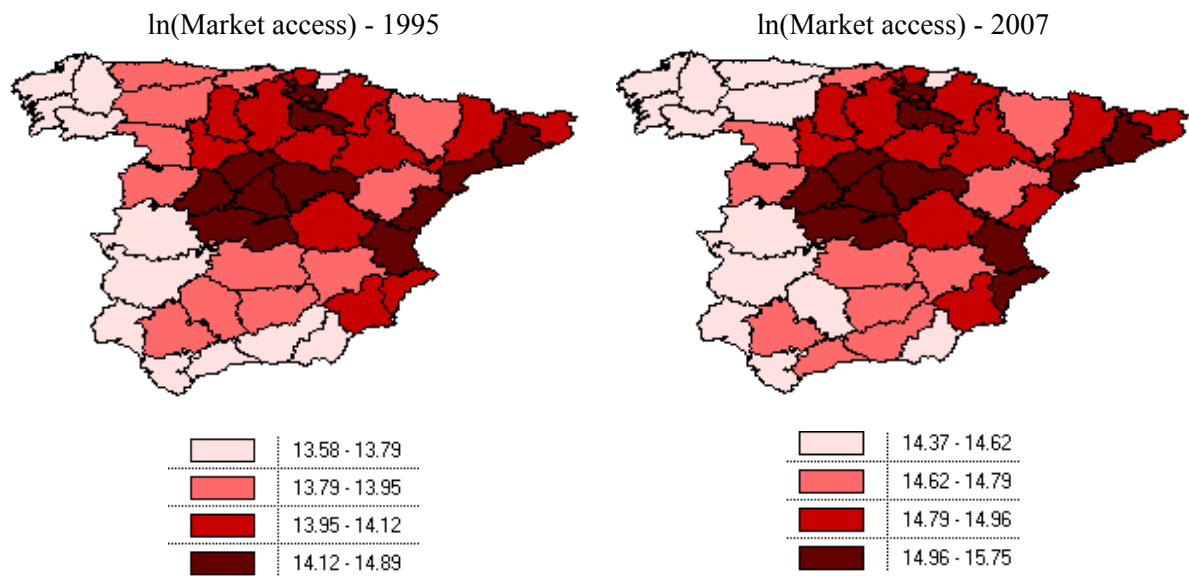 ln(Market access) - 1995
ln(Market access) - 2007
13.58 - 13.79
13.79 - 13.95
13.95 - 14.12
14.12 - 14.89
14.37 - 14.62
14.62 - 14.79
14.79 - 14.96
14.96 - 15.75